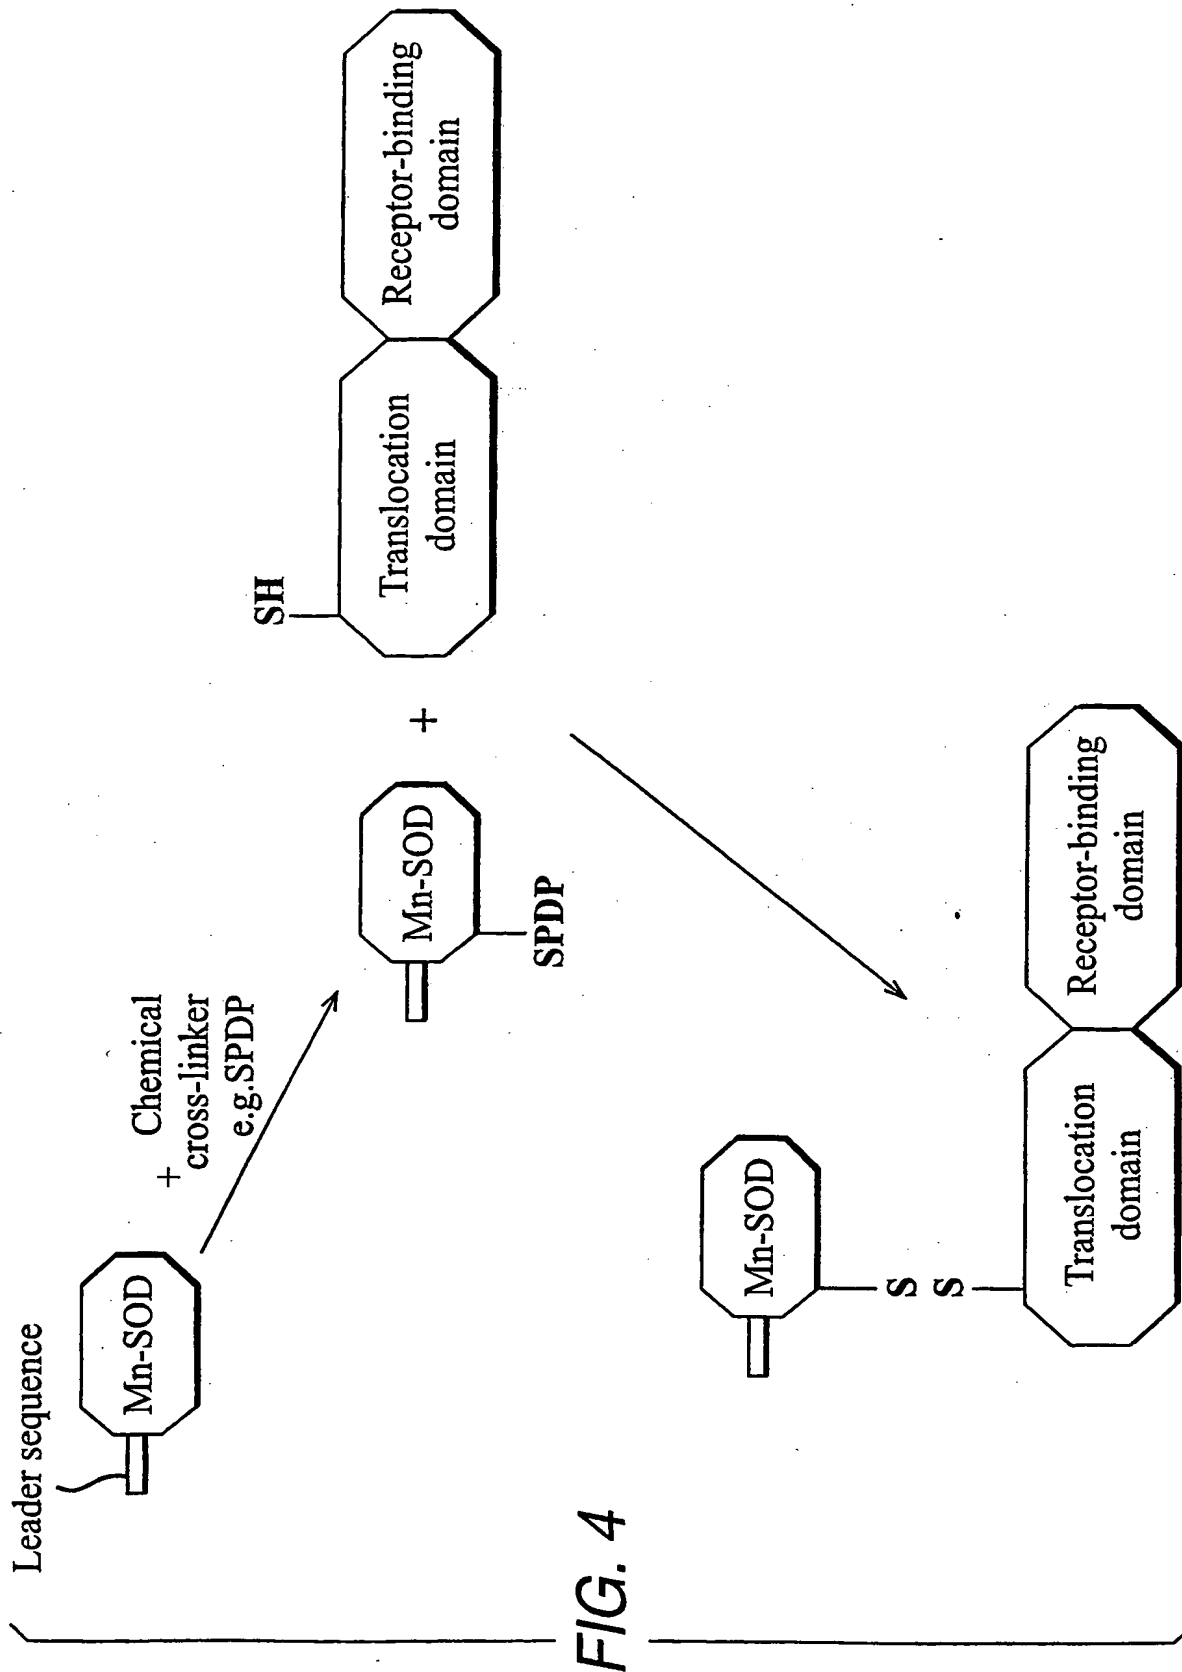 Leader sequence
Mn-SOD
+ Chemical
cross-linker
e.g.SPDP
Mn-SOD
SPDP
+
SH
Translocation
domain
Receptor-binding
domain
Mn-SOD
S
S
Translocation
domain
Receptor-binding
domain
FIG. 4